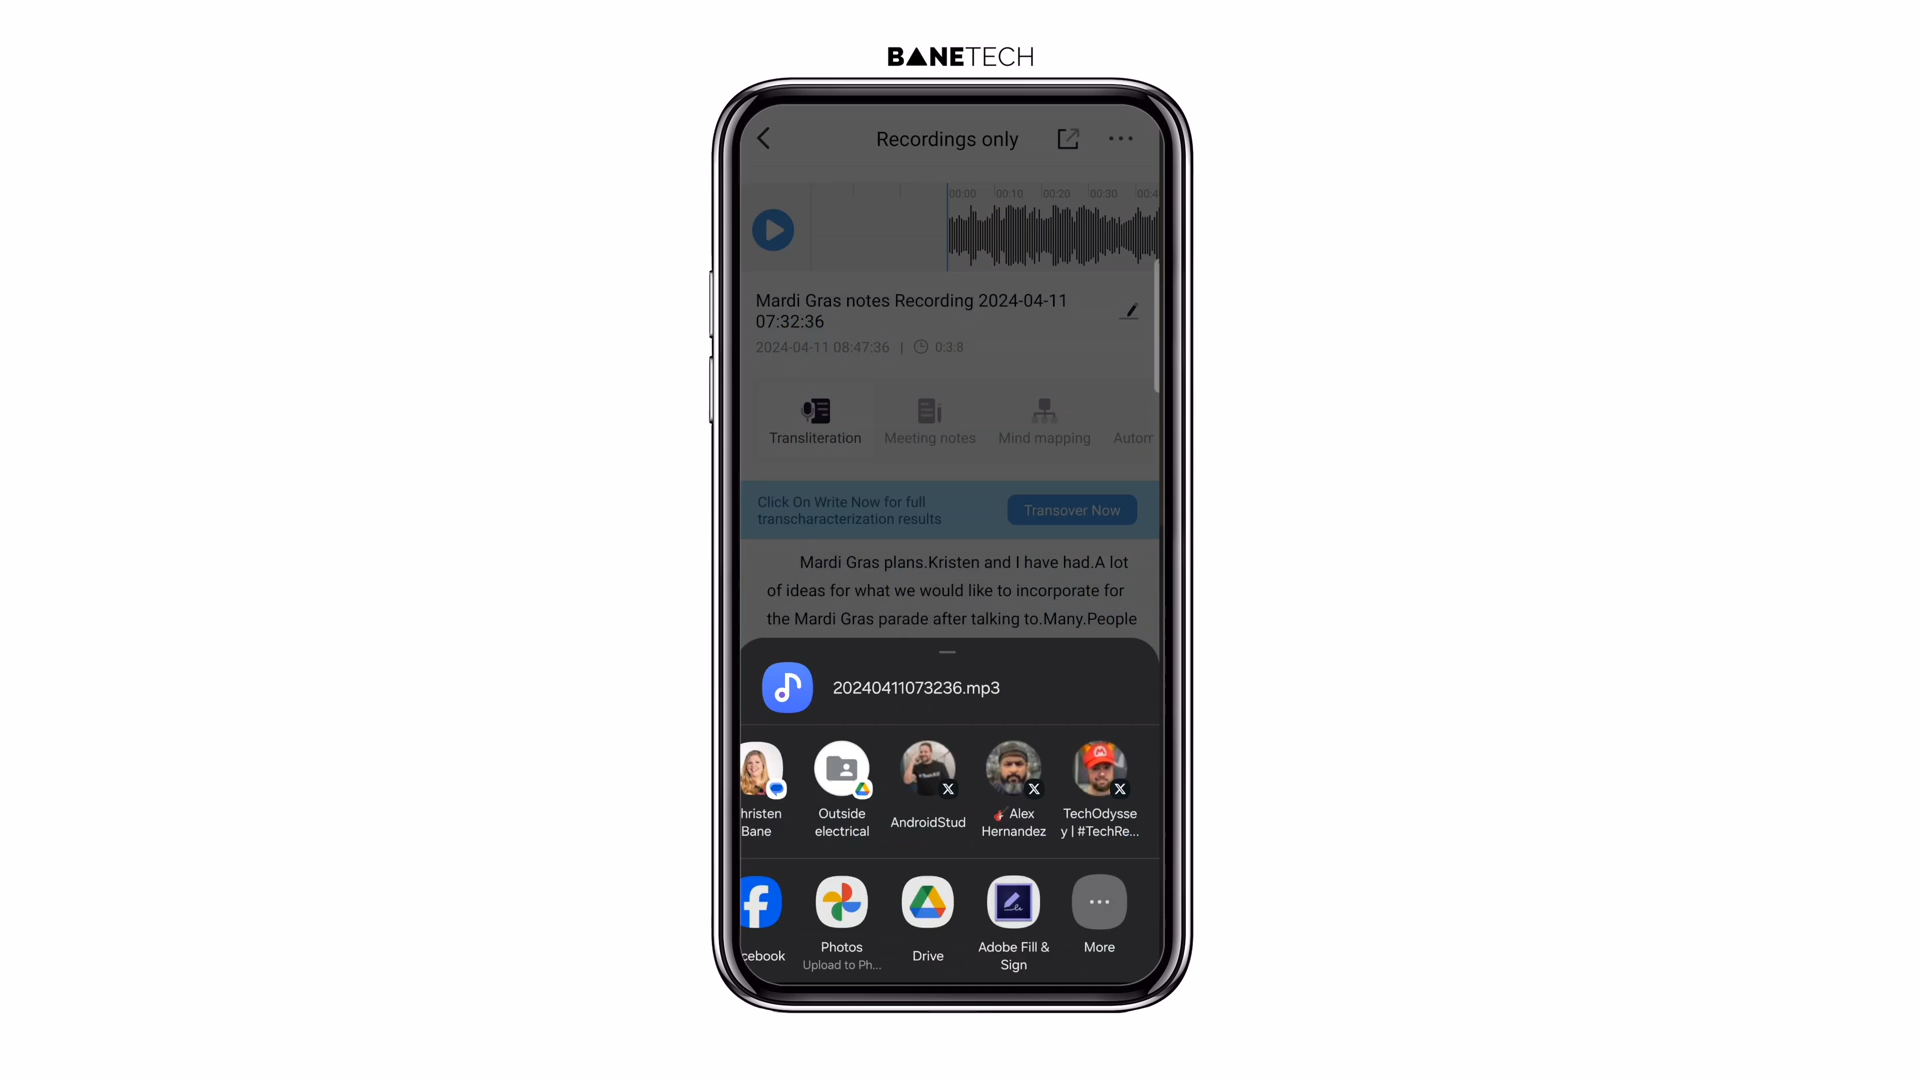 BANETECH
Recordings only
00:00 00:10 00:20 00:30 00:4
Mardi Gras notes Recording 2024-04-11
07:32:36
2024-04-11 08:47:36 | 0:3:8
Transliteration Meeting notes Mind mapping Autom
Click On Write Now for full
transcharacterization results
Transover Now
Mardi Gras plans.Kristen and I have had.A lot
of ideas for what we would like to incorporate for
the Mardi Gras parade after talking to.Many.People
20240411073236.mp3
hristen
Bane
Outside
electrical
AndroidStud
🎸 Alex
Hernandez
TechOdysse
y | #TechRe...
cebook
Photos
Upload to Ph...
Drive
Adobe Fill &
Sign
More